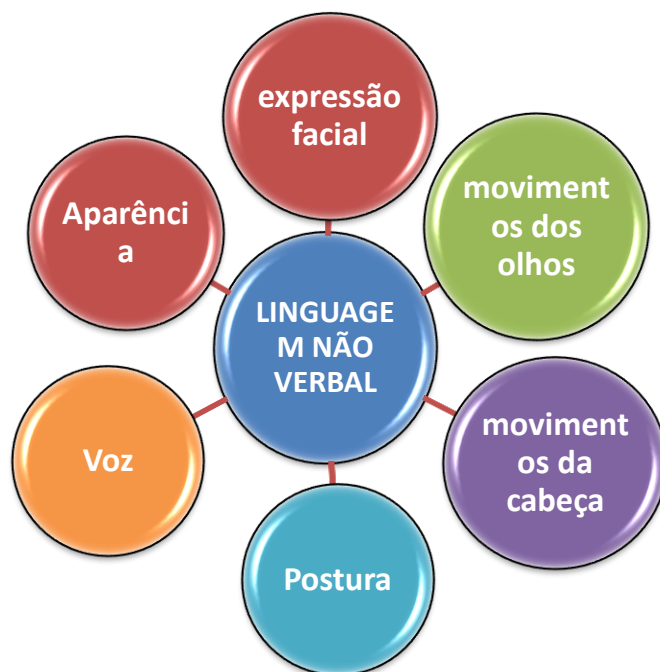 expressão
facial
moviment
os dos
olhos
Aparênci
a
LINGUAGE
M NÃO
VERBAL
moviment
os da
cabeça
Voz
Postura